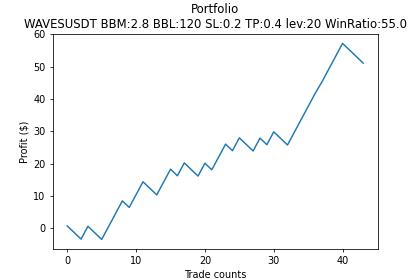 Portfolio
WAVESUSDT BBM:2.8 BBL:120 SL:0.2 TP:0.4 lev:20 WinRatio:55.0
60
50
40
30
20
10
0
Profit ($)
0 10 20 30 40
Trade counts